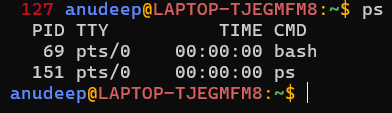 127 anudeep@LAPTOP-TJEGMFM8:~$ ps
PID TTY TIME CMD
69 pts/0 00:00:00 bash
151 pts/0 00:00:00 ps
anudeep@LAPTOP-TJEGMFM8:~$